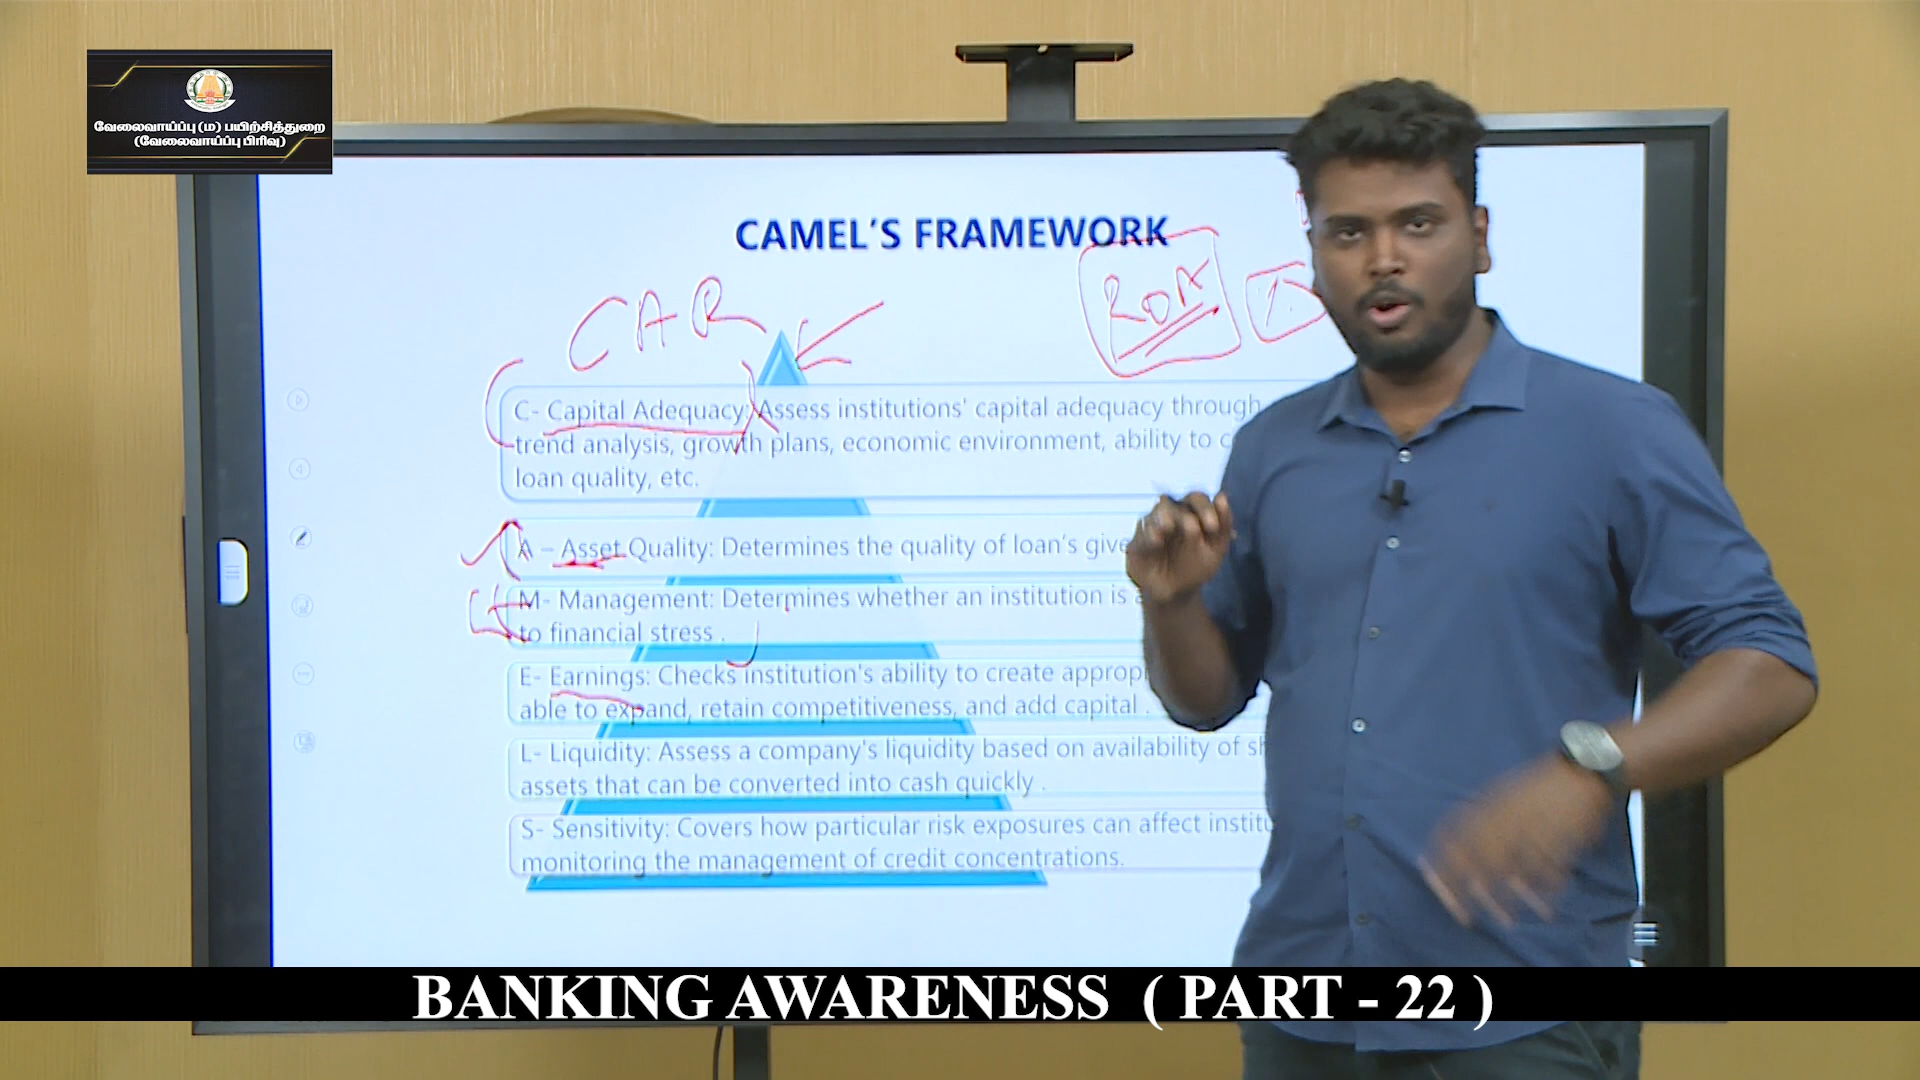 வேலைவாய்ப்பு (ம) பயிற்சித்துறை
(வேலைவாய்ப்பு பிரிவு)
CAMEL'S FRAMEWORK
CAR
ROA
C- Capital Adequacy: Assess institutions' capital adequacy through
trend analysis, growth plans, economic environment, ability to
loan quality, etc.
A – Asset Quality: Determines the quality of loan's
M- Management: Determines whether an institution is
to financial stress .
E- Earnings: Checks institution's ability to create
able to expand, retain competitiveness, and add capital .
L- Liquidity: Assess a company's liquidity based on availability of
assets that can be converted into cash quickly .
S- Sensitivity: Covers how particular risk exposures can affect
monitoring the management of credit concentrations.
BANKING AWARENESS ( PART - 22 )